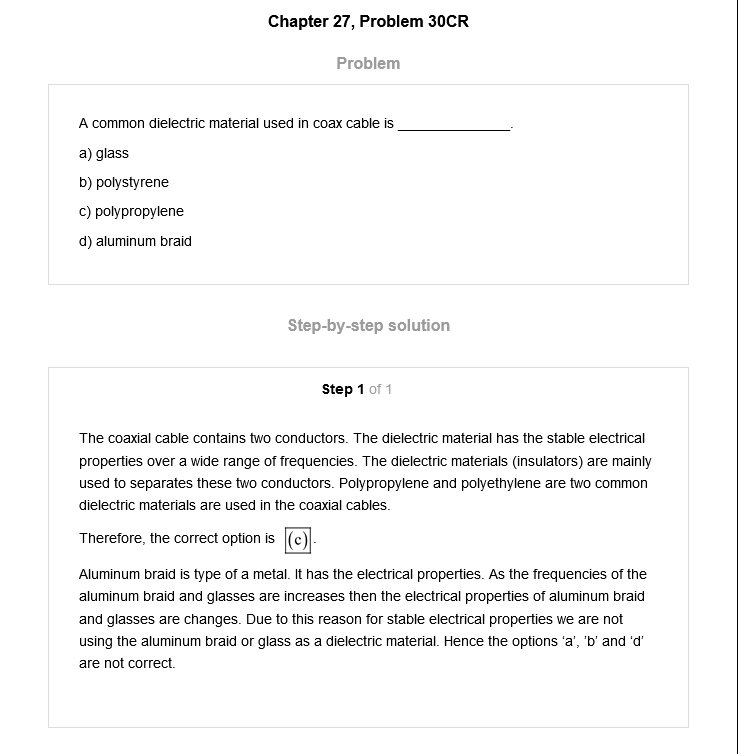 Chapter 27, Problem 30CR
Problem
A common dielectric material used in coax cable is _______________.
a) glass
b) polystyrene
c) polypropylene
d) aluminum braid
Step-by-step solution
Step 1 of 1
The coaxial cable contains two conductors. The dielectric material has the stable electrical
properties over a wide range of frequencies. The dielectric materials (insulators) are mainly
used to separates these two conductors. Polypropylene and polyethylene are two common
dielectric materials are used in the coaxial cables.
Therefore, the correct option is (c).
Aluminum braid is type of a metal. It has the electrical properties. As the frequencies of the
aluminum braid and glasses are increases then the electrical properties of aluminum braid
and glasses are changes. Due to this reason for stable electrical properties we are not
using the aluminum braid or glass as a dielectric material. Hence the options ‘a’, ’b’ and ‘d’
are not correct.